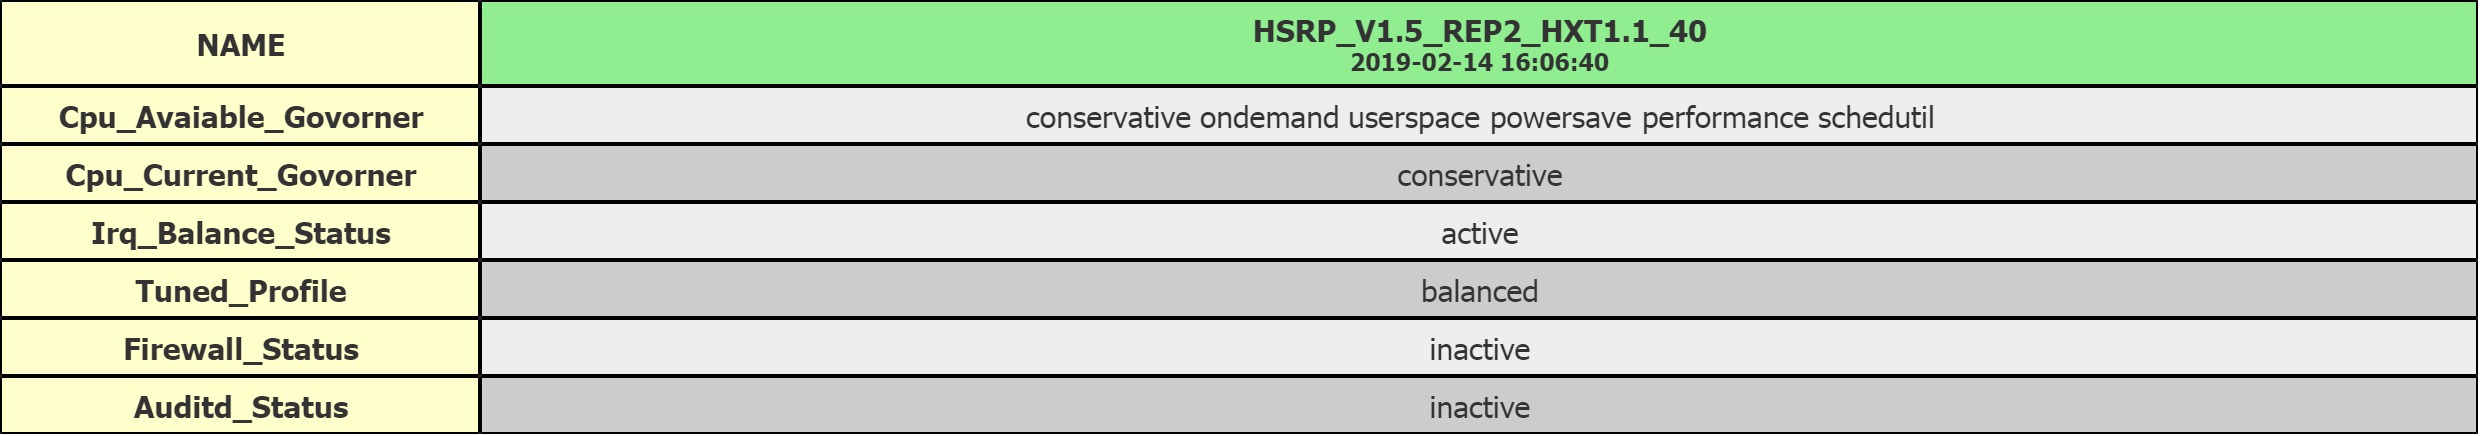 NAME
HSRP_V1.5_REP2_HXT1.1_40
2019-02-14 16:06:40
Cpu_Avaiable_Govorner conservative ondemand userspace powersave performance schedutil
Cpu_Current_Govorner conservative
Irq_Balance_Status active
Tuned_Profile balanced
Firewall_Status inactive
Auditd_Status inactive